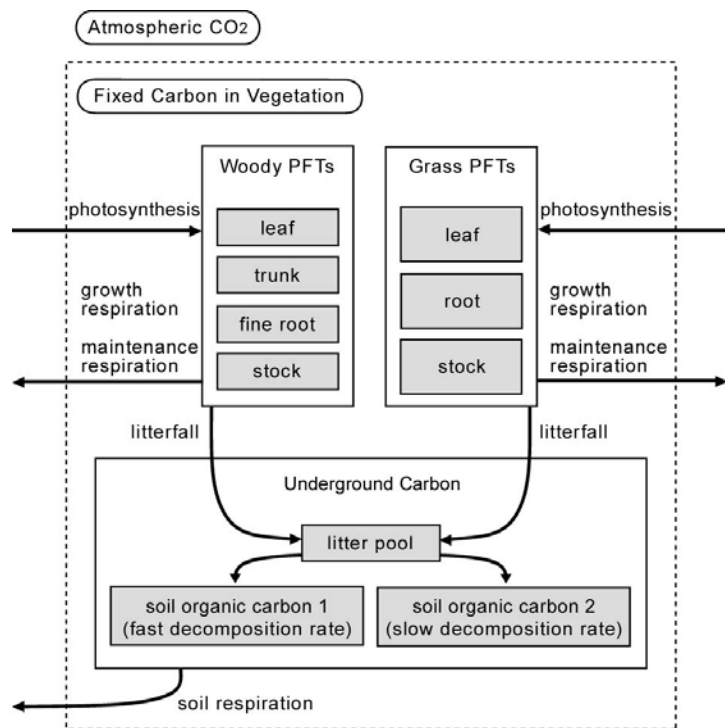 Atmospheric CO2
Fixed Carbon in Vegetation
Woody PFTs
Grass PFTs
photosynthesis
photosynthesis
leaf
leaf
trunk
growth
respiration
root
growth
respiration
fine root
maintenance
respiration
stock
stock
maintenance
respiration
litterfall
litterfall
Underground Carbon
litter pool
soil organic carbon 1
(fast decomposition rate)
soil organic carbon 2
(slow decomposition rate)
soil respiration